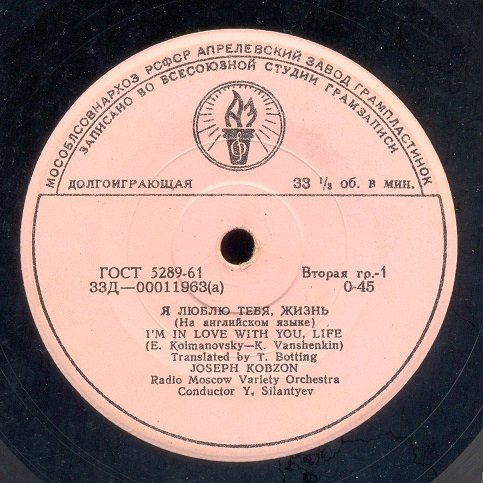 МОСОБЛСОВНАРХОЗ РСФСР АПРЕЛЕВСКИЙ ЗАВОД ГРАМПЛАСТИНОК
ЗАПИСАНО ВО ВСЕСОЮЗНОЙ СТУДИИ ГРАМЗАПИСИ
ДОЛГОИГРАЮЩАЯ 33 ⅓ об. в мин.
ГОСТ 5289-61 Вторая гр.-1
33Д—00011963(а) 0-45
Я ЛЮБЛЮ ТЕБЯ, ЖИЗНЬ
(На английском языке)
I'M IN LOVE WITH YOU, LIFE
(E. Kolmanovsky—K. Vanshenkin)
Translated by T. Botting
JOSEPH KOBZON
Radio Moscow Variety Orchestra
Conductor Y. Silantyev